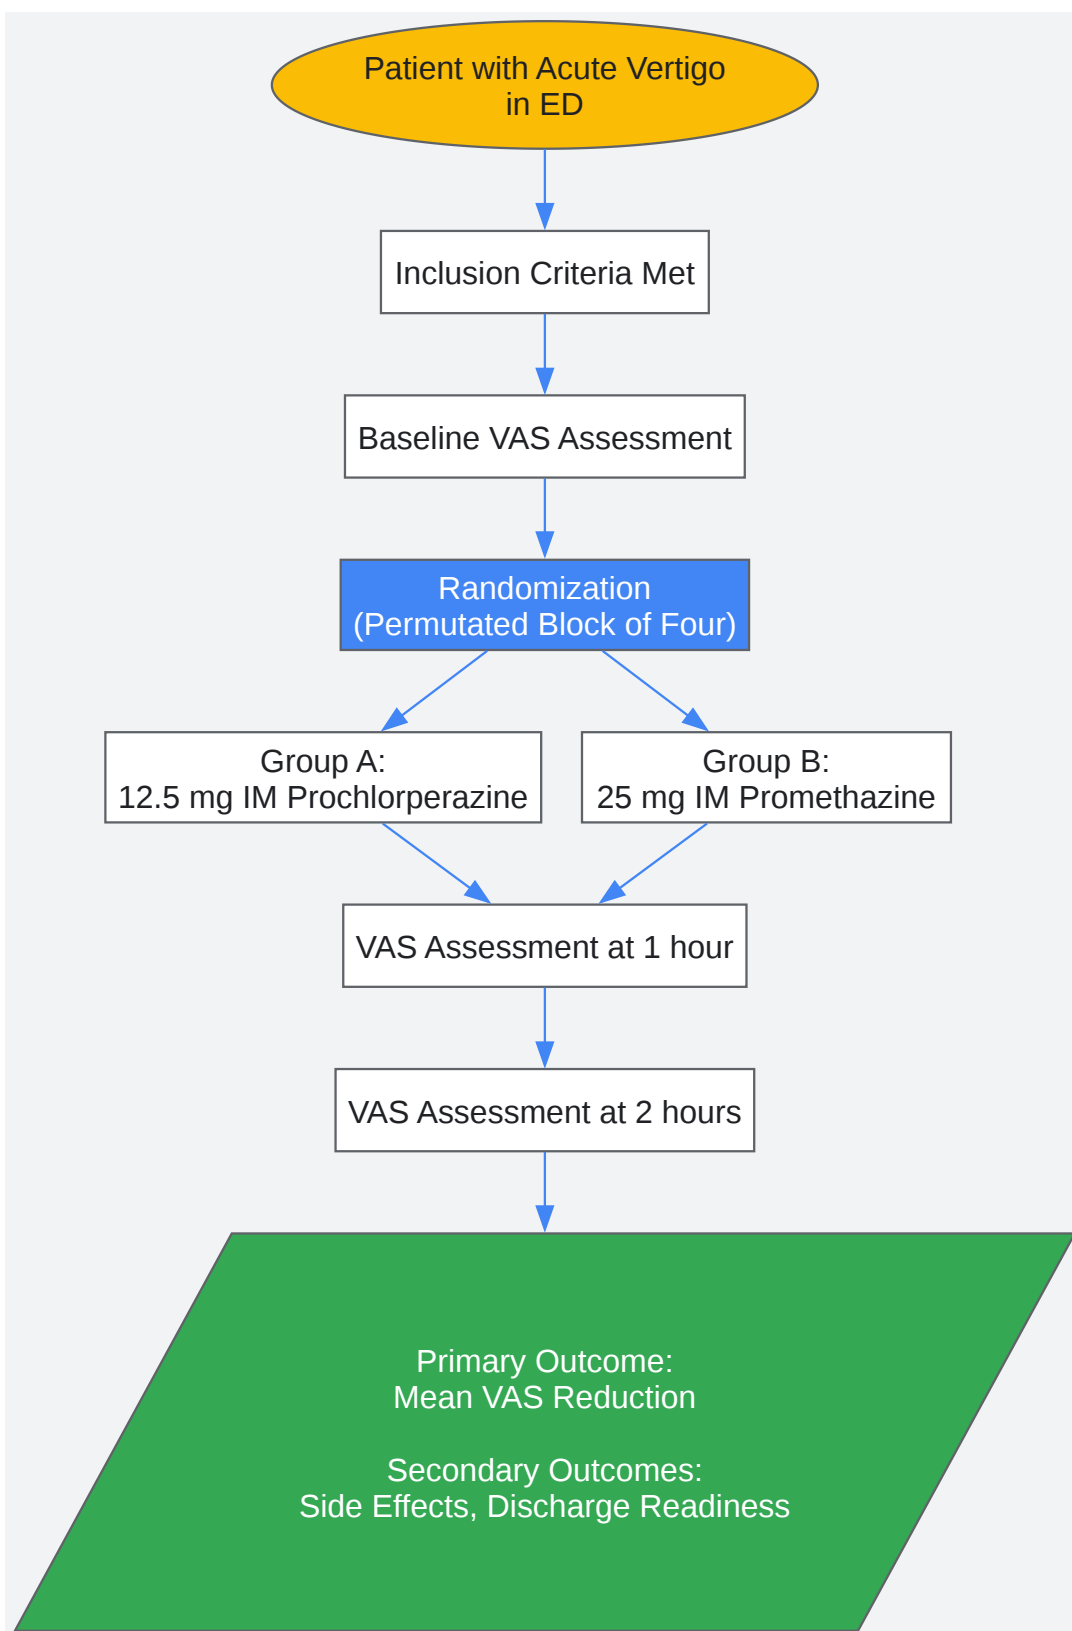 Patient with Acute Vertigo
in ED
Inclusion Criteria Met
Baseline VAS Assessment
Randomization
(Permutated Block of Four)
Group A:
12.5 mg IM Prochlorperazine
Group B:
25 mg IM Promethazine
VAS Assessment at 1 hour
VAS Assessment at 2 hours
Primary Outcome:
Mean VAS Reduction
Secondary Outcomes:
Side Effects, Discharge Readiness